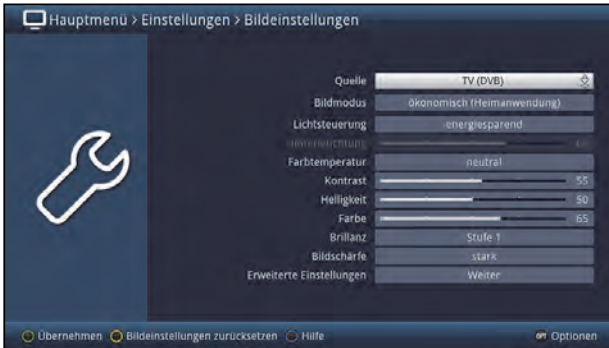 Hauptmenü > Einstellungen > Bildeinstellungen
Quelle TV (DVB)
Bildmodus ökonomisch (Heimanwendung)
Lichtsteuerung energiesparend
Farbtemperatur neutral
Kontrast 55
Helligkeit 50
Farbe 65
Brillanz Stufe 1
Bildschärfe stark
Erweiterte Einstellungen Weiter
Übernehmen Bildeinstellungen zurücksetzen Hilfe OPT Optionen